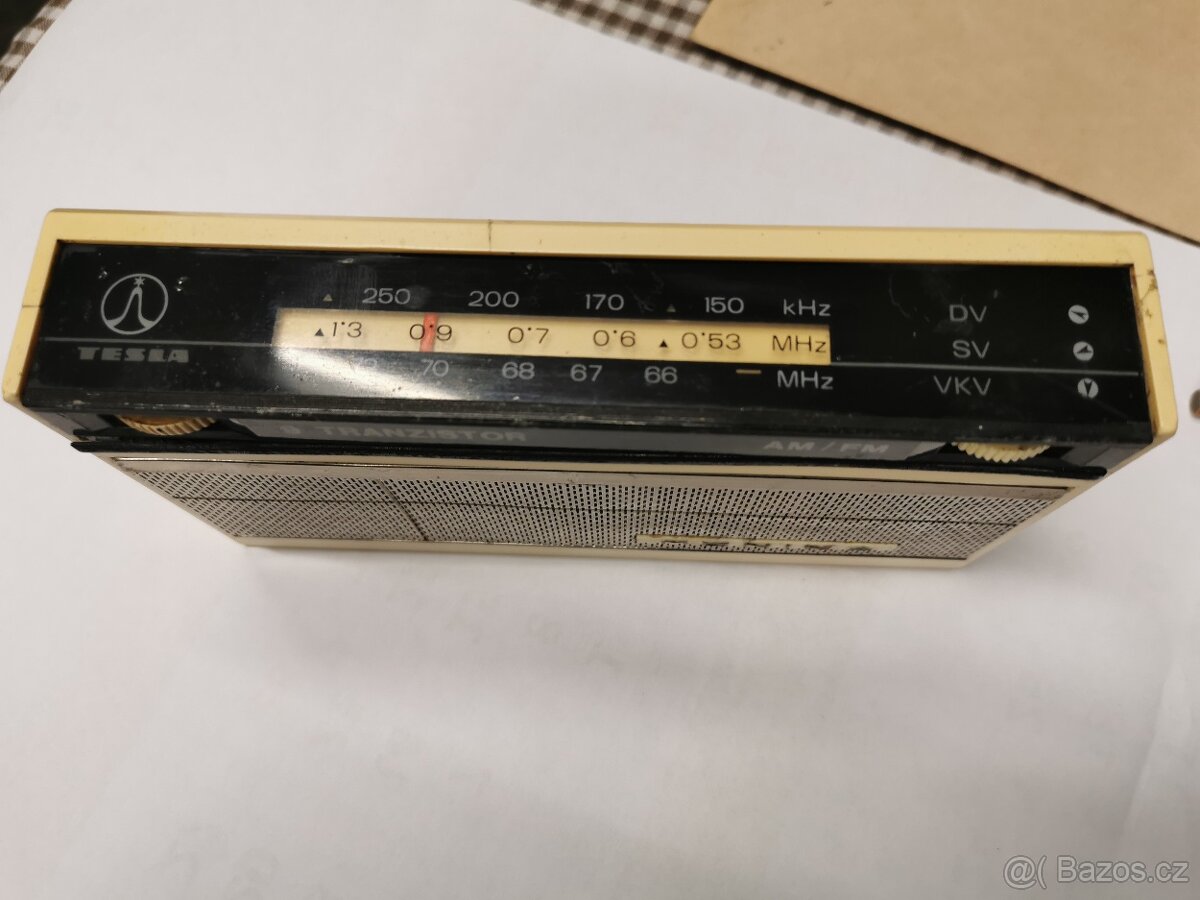 250 200 170 150 kHz DV
1.3 0.9 0.7 0.6 0.53 MHz SV
TESLA
70 68 67 66 MHz VKV
TRANZISTOR AM/FM
@( Bazos.cz